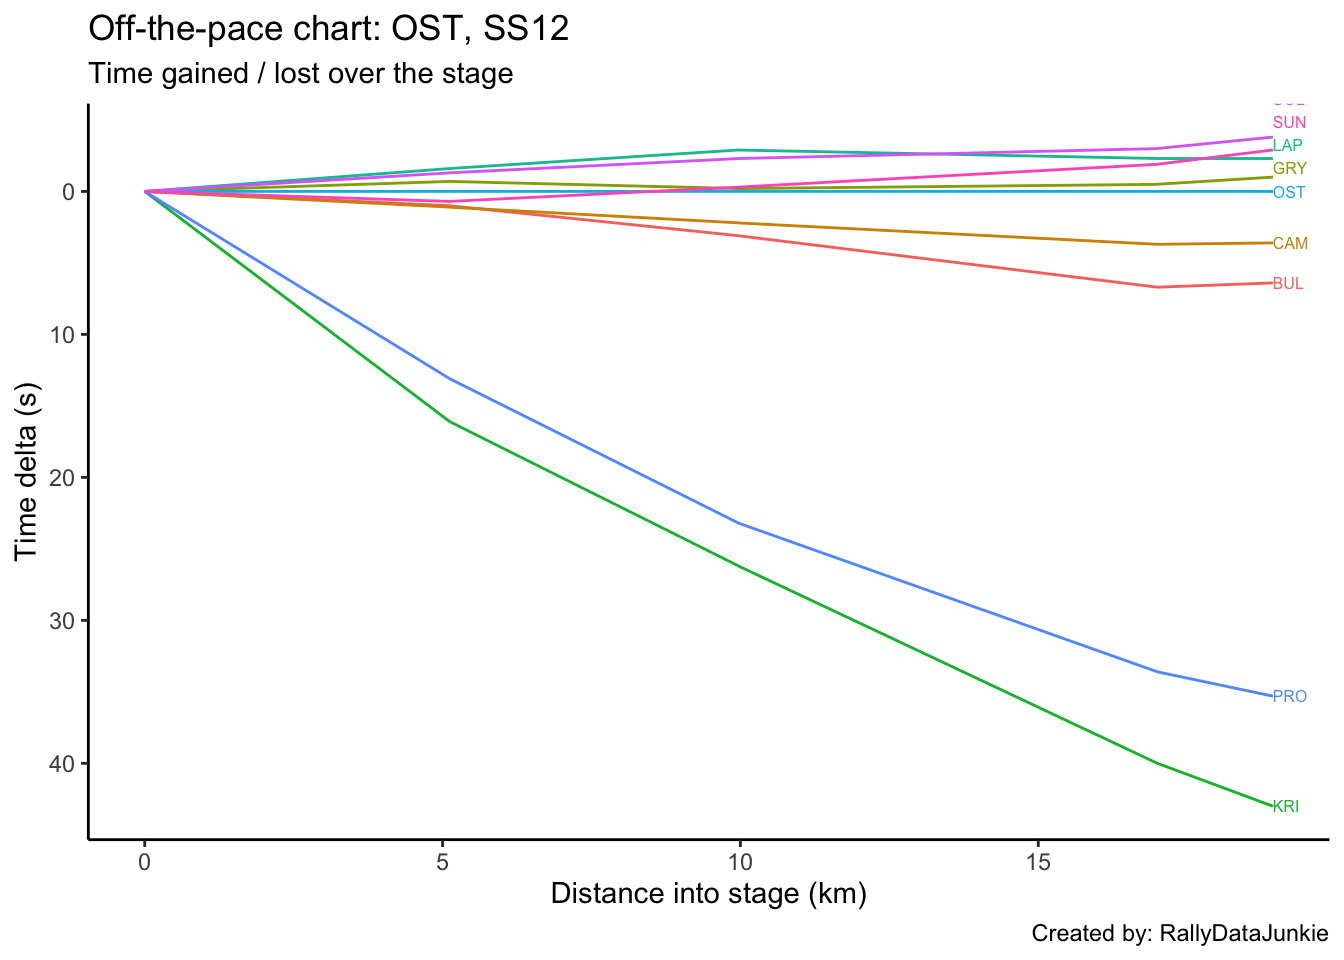 Off-the-pace chart: OST, SS12
Time gained / lost over the stage
SUN
LAP
GRY
OST
CAM
BUL
PRO
KRI
0
10
20
30
40
Time delta (s)
0 5 10 15
Distance into stage (km)
Created by: RallyDataJunkie